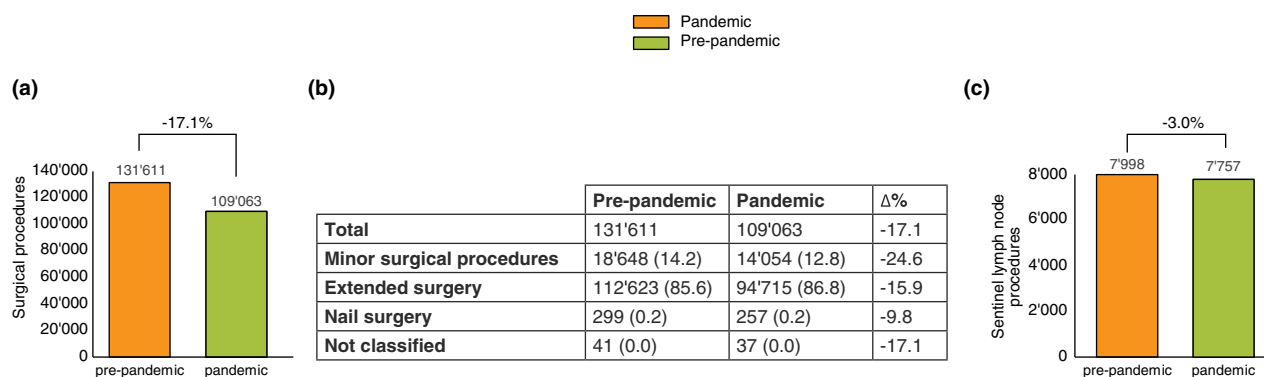 Pandemic
Pre-pandemic
(a)
-17.1%
Surgical procedures
140'000
120'000
100'000
80'000
60'000
40'000
20'000
0
131'611
109'063
pre-pandemic pandemic
(b)
Pre-pandemic Pandemic Δ%
Total 131'611 109'063 -17.1
Minor surgical procedures 18'648 (14.2) 14'054 (12.8) -24.6
Extended surgery 112'623 (85.6) 94'715 (86.8) -15.9
Nail surgery 299 (0.2) 257 (0.2) -9.8
Not classified 41 (0.0) 37 (0.0) -17.1
(c)
-3.0%
Sentinel lymph node
procedures
8'000
6'000
4'000
2'000
0
7'998
7'757
pre-pandemic pandemic